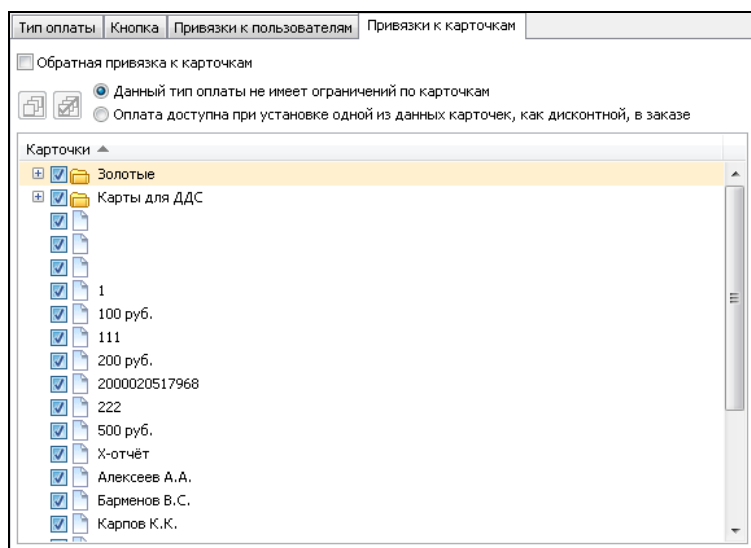 Тип оплаты Кнопка Привязки к пользователям Привязки к карточкам
Обратная привязка к карточкам
Данный тип оплаты не имеет ограничений по карточкам
Оплата доступна при установке одной из данных карточек, как дисконтной, в заказе
Карточки
Золотые
Карты для ДДС
1
100 руб.
111
200 руб.
2000020517968
222
500 руб.
X-отчёт
Алексеев А.А.
Барменов В.С.
Карпов К.К.